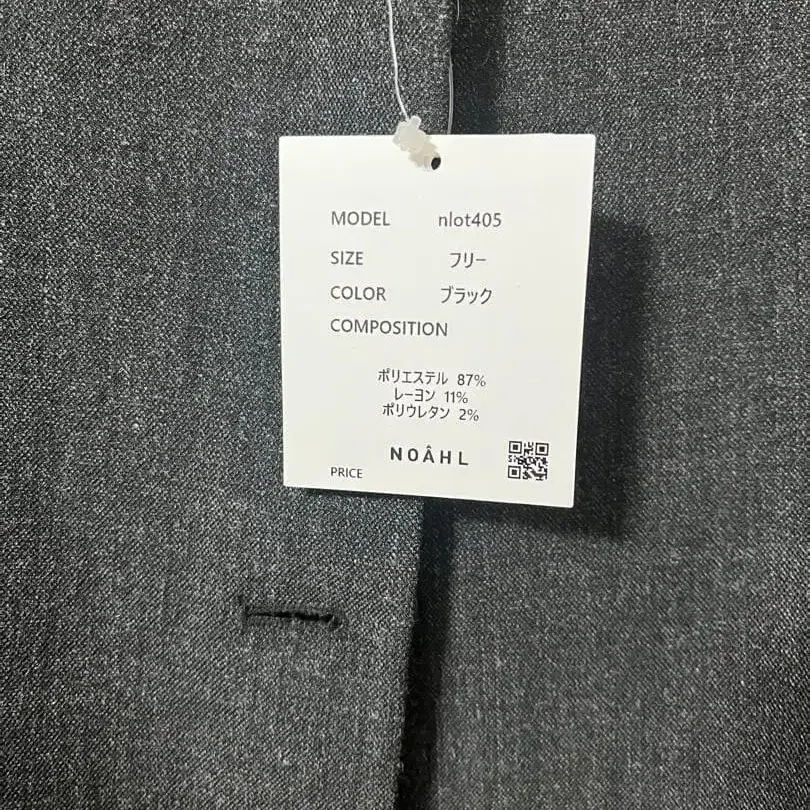 MODEL nlot405
SIZE フリー
COLOR ブラック
COMPOSITION
ポリエステル 87%
レーヨン 11%
ポリウレタン 2%
NOÂHL
PRICE